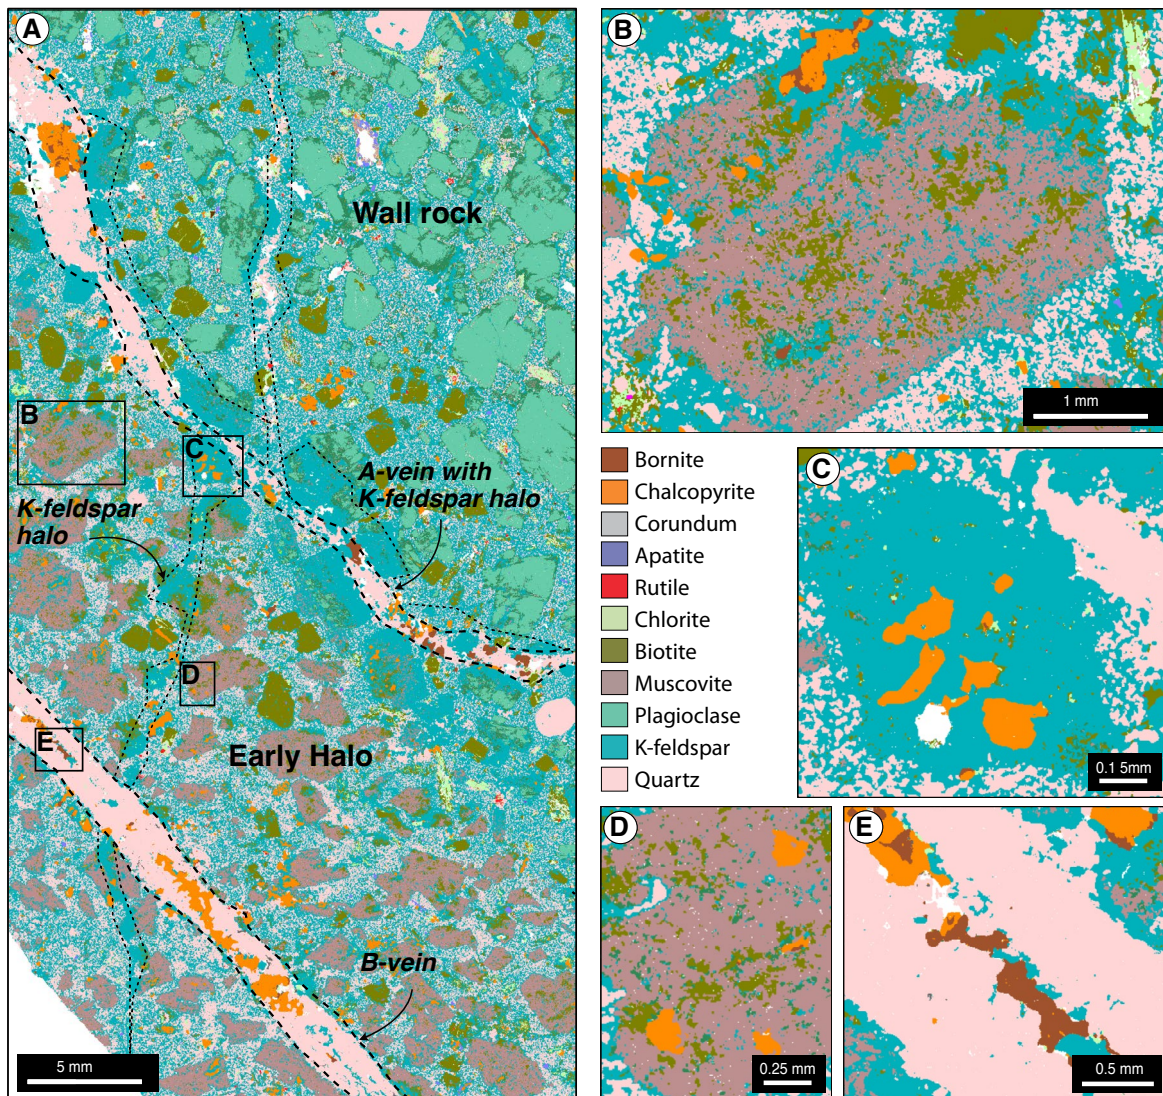 A
Wall rock
B
C
K-feldspar
halo
A-vein with
K-feldspar halo
D
E
Early Halo
B-vein
5 mm
B
1 mm
Bornite
Chalcopyrite
Corundum
Apatite
Rutile
Chlorite
Biotite
Muscovite
Plagioclase
K-feldspar
Quartz
C
0.1 5mm
D
0.25 mm
E
0.5 mm